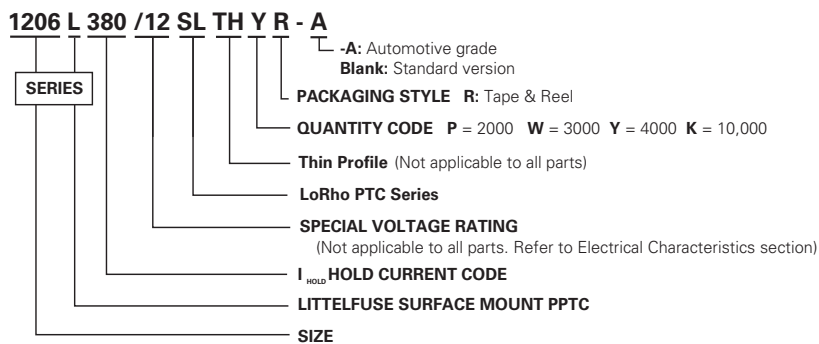 1206 L 380 /12 SL TH Y R - A
-A: Automotive grade
Blank: Standard version
SERIES
PACKAGING STYLE R: Tape & Reel
QUANTITY CODE P = 2000 W = 3000 Y = 4000 K = 10,000
Thin Profile (Not applicable to all parts)
LoRho PTC Series
SPECIAL VOLTAGE RATING
(Not applicable to all parts. Refer to Electrical Characteristics section)
I HOLD HOLD CURRENT CODE
LITTELFUSE SURFACE MOUNT PPTC
SIZE